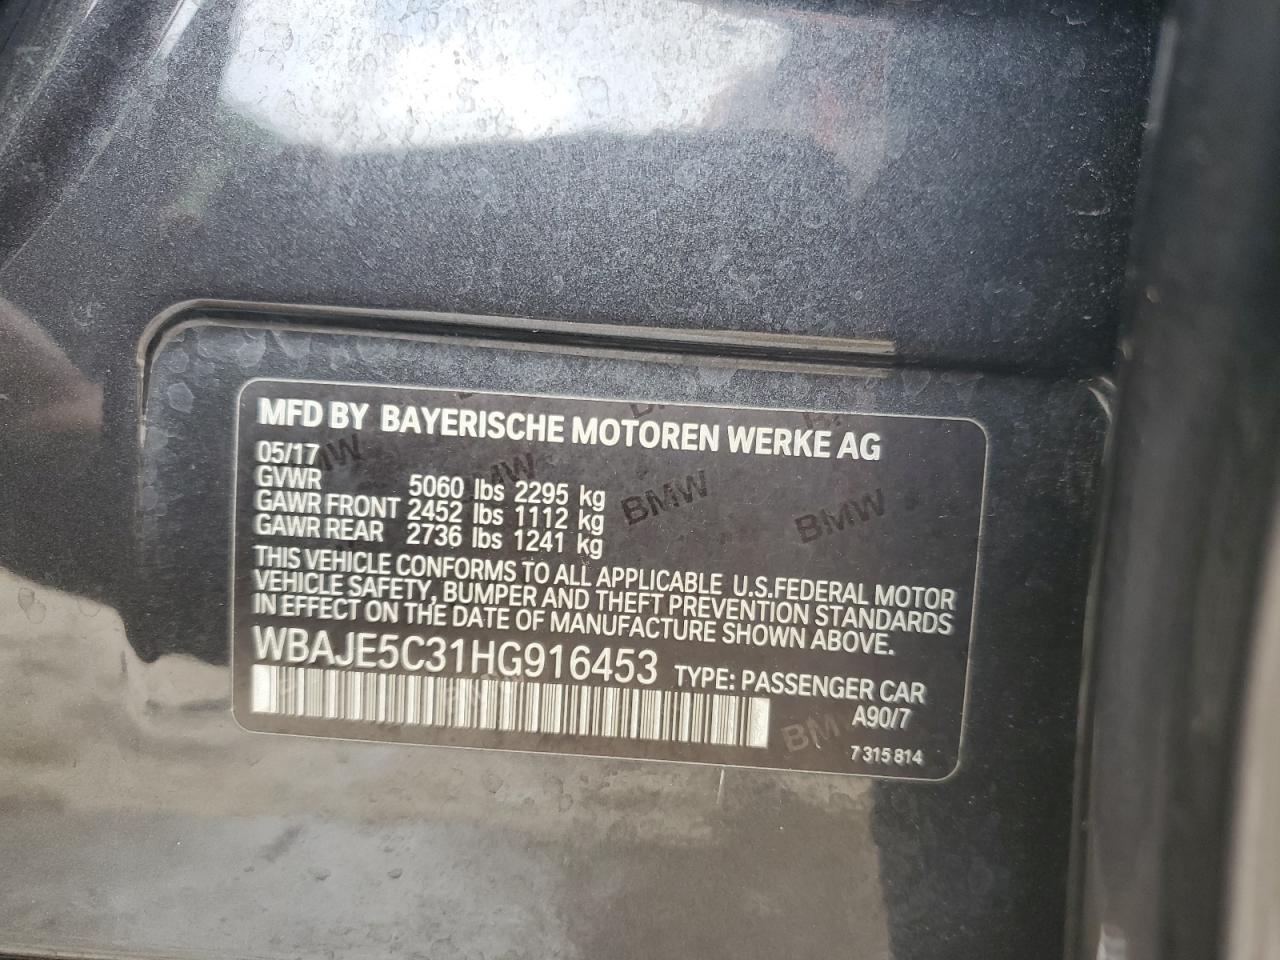 MFD BY BAYERISCHE MOTOREN WERKE AG
05/17
GVWR 5060 lbs 2295 kg
GAWR FRONT 2452 lbs 1112 kg
GAWR REAR 2736 lbs 1241 kg
THIS VEHICLE CONFORMS TO ALL APPLICABLE U.S.FEDERAL MOTOR
VEHICLE SAFETY, BUMPER AND THEFT PREVENTION STANDARDS
IN EFFECT ON THE DATE OF MANUFACTURE SHOWN ABOVE.
WBAJE5C31HG916453 TYPE: PASSENGER CAR
A90/7
7 315 814
BMW
BMW
BMW
BMW